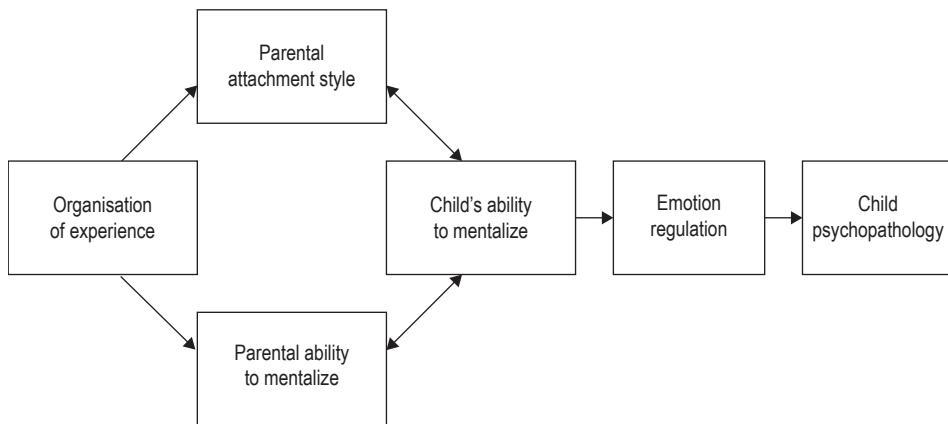 Parental
attachment style
Organisation
of experience
Child’s ability
to mentalize
Emotion
regulation
Child
psychopathology
Parental ability
to mentalize